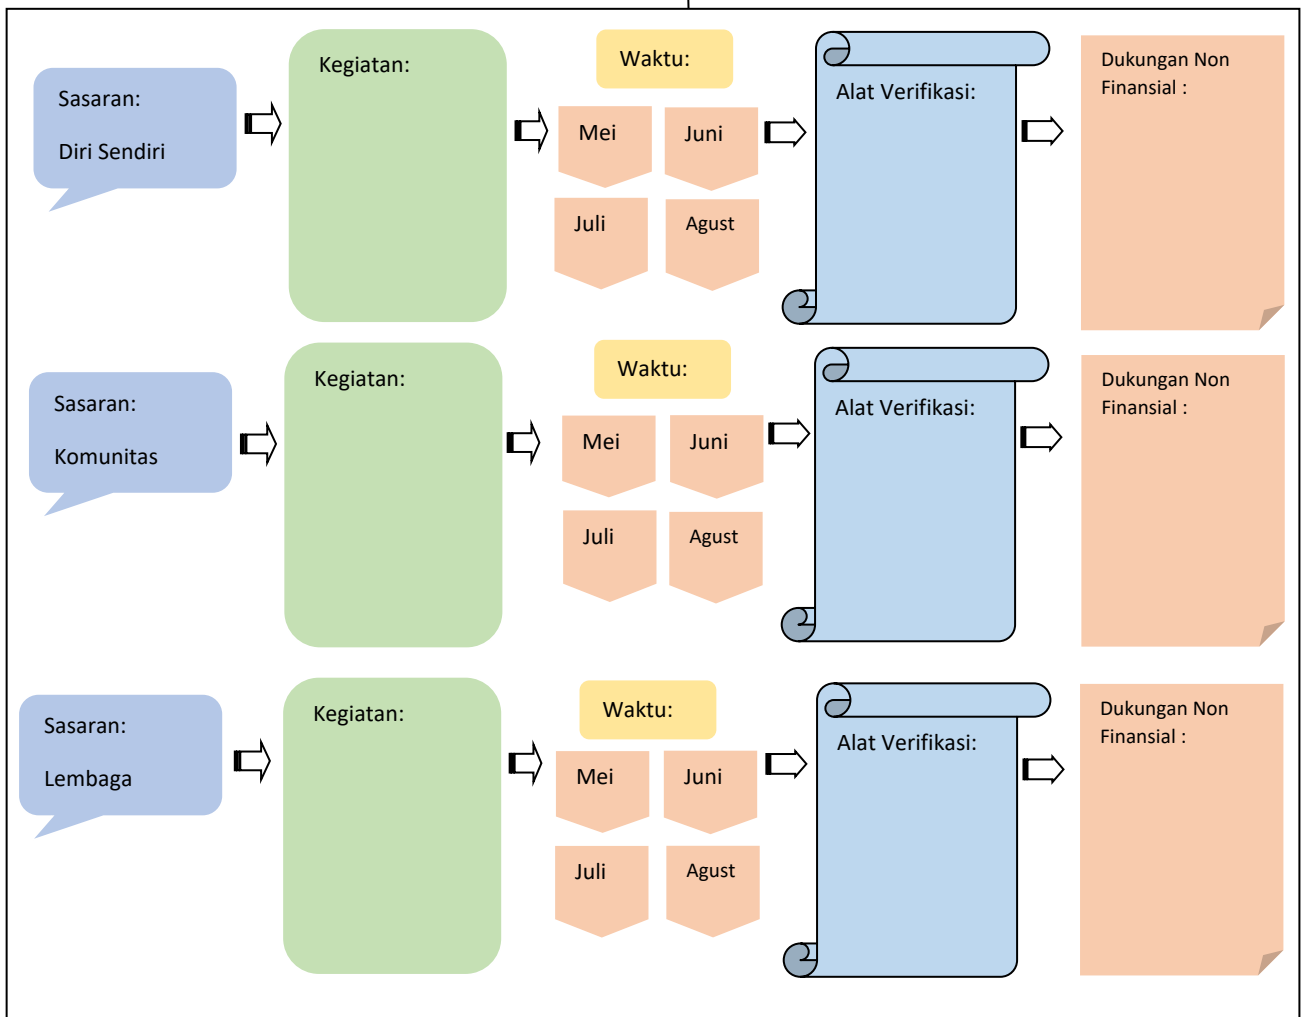 Sasaran:
Diri Sendiri
Kegiatan:
Waktu:
Mei
Juni
Juli
Agust
Alat Verifikasi:
Dukungan Non
Finansial :
Sasaran:
Komunitas
Kegiatan:
Waktu:
Mei
Juni
Juli
Agust
Alat Verifikasi:
Dukungan Non
Finansial :
Sasaran:
Lembaga
Kegiatan:
Waktu:
Mei
Juni
Juli
Agust
Alat Verifikasi:
Dukungan Non
Finansial :